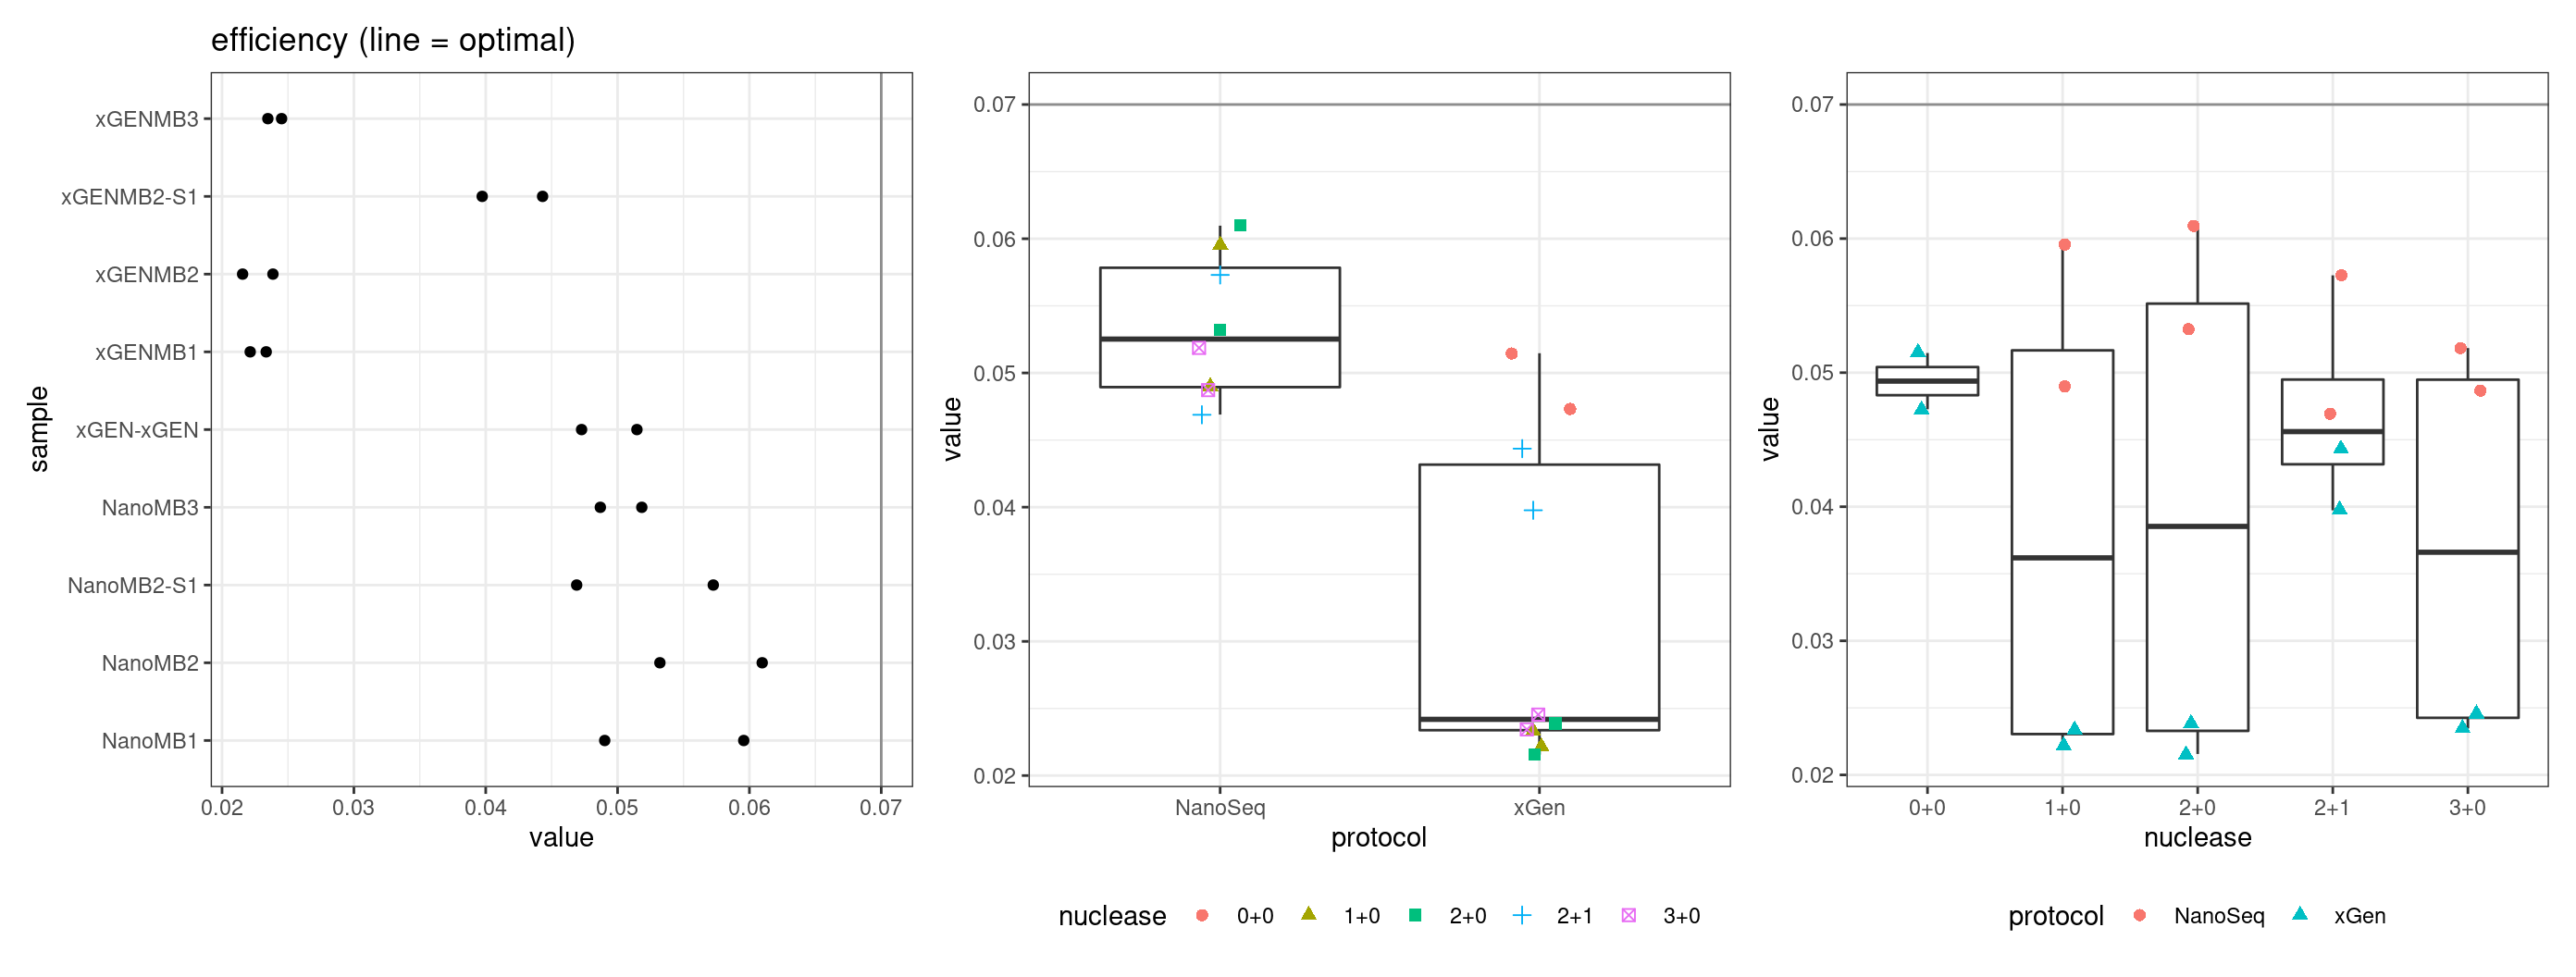 efficiency (line = optimal)
sample
xGENMB3
xGENMB2-S1
xGENMB2
xGENMB1
xGEN-xGEN
NanoMB3
NanoMB2-S1
NanoMB2
NanoMB1
0.02 0.03 0.04 0.05 0.06 0.07
value
value
0.07
0.06
0.05
0.04
0.03
0.02
NanoSeq xGen
protocol
nuclease 0+0 1+0 2+0 2+1 3+0
value
0.07
0.06
0.05
0.04
0.03
0.02
0+0 1+0 2+0 2+1 3+0
nuclease
protocol NanoSeq xGen